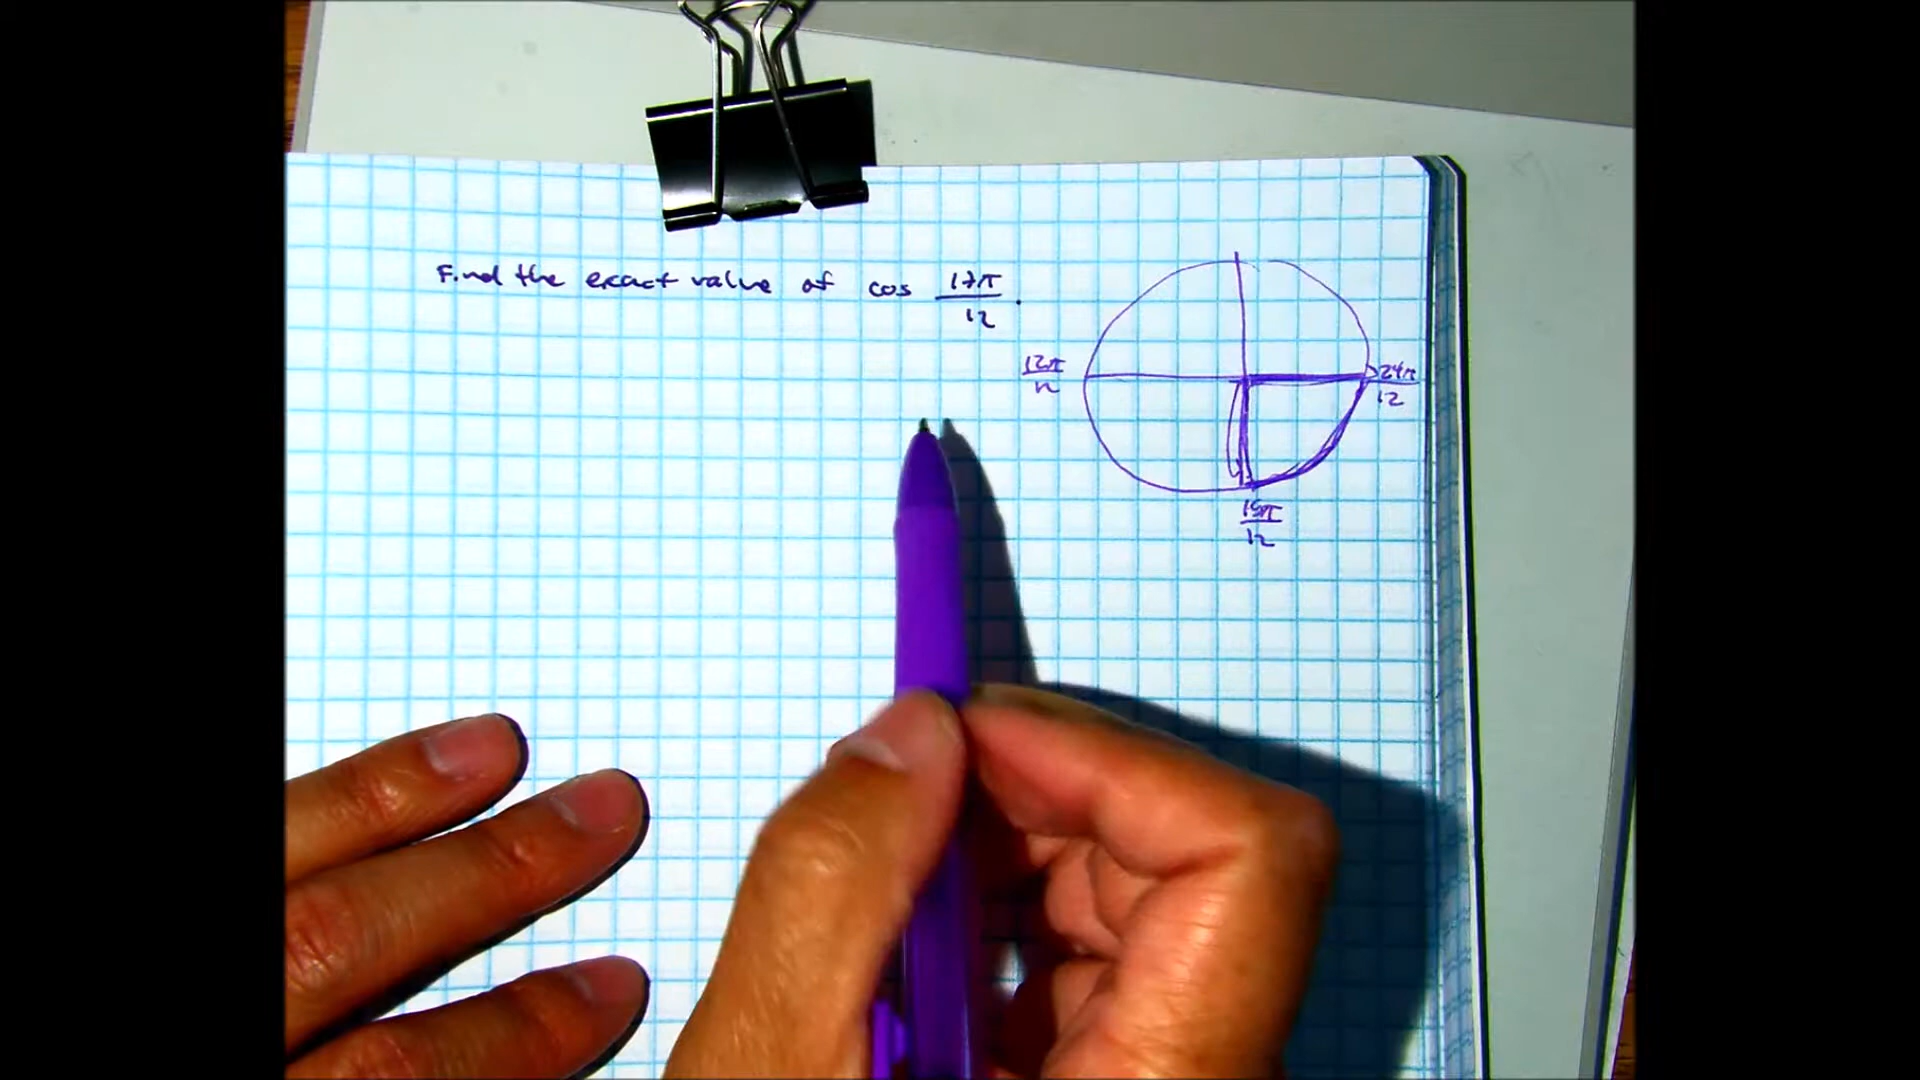 Find the exact value of cos 17π/12.
12π/12
24π/12
18π/12